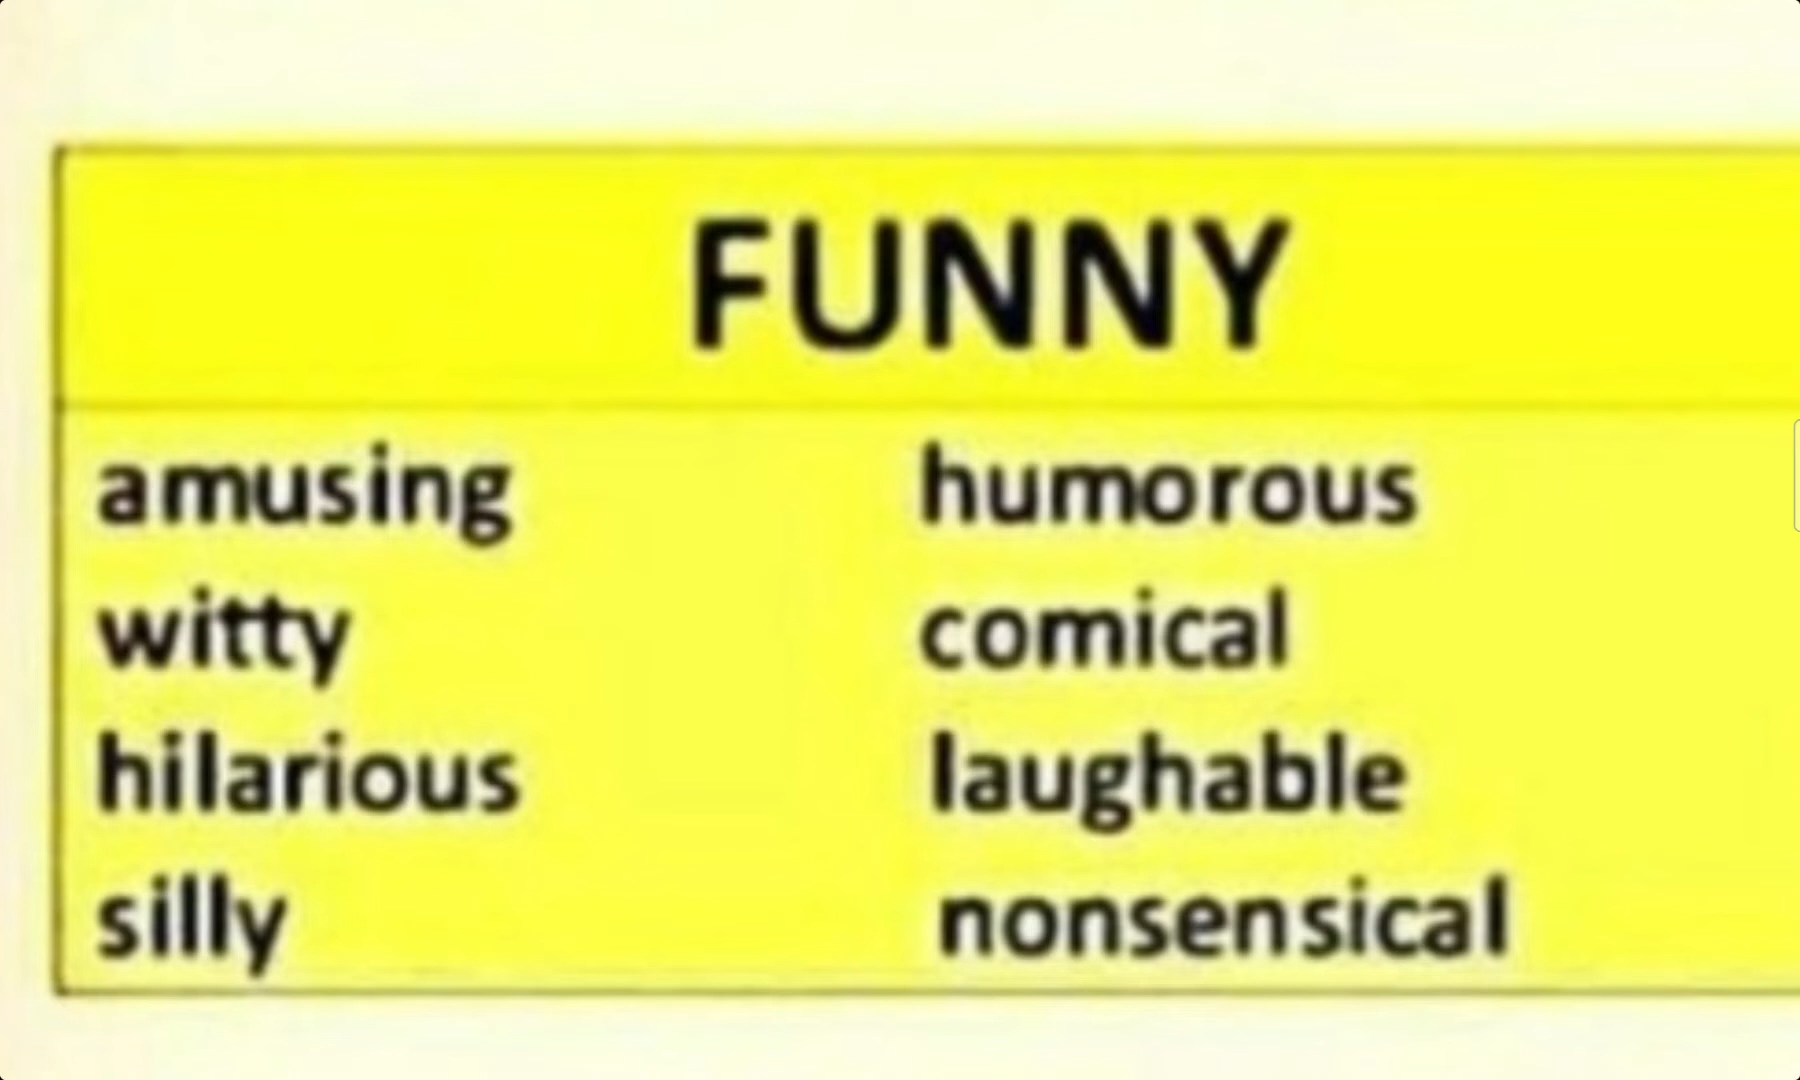 FUNNY
amusing humorous
witty comical
hilarious laughable
silly nonsensical